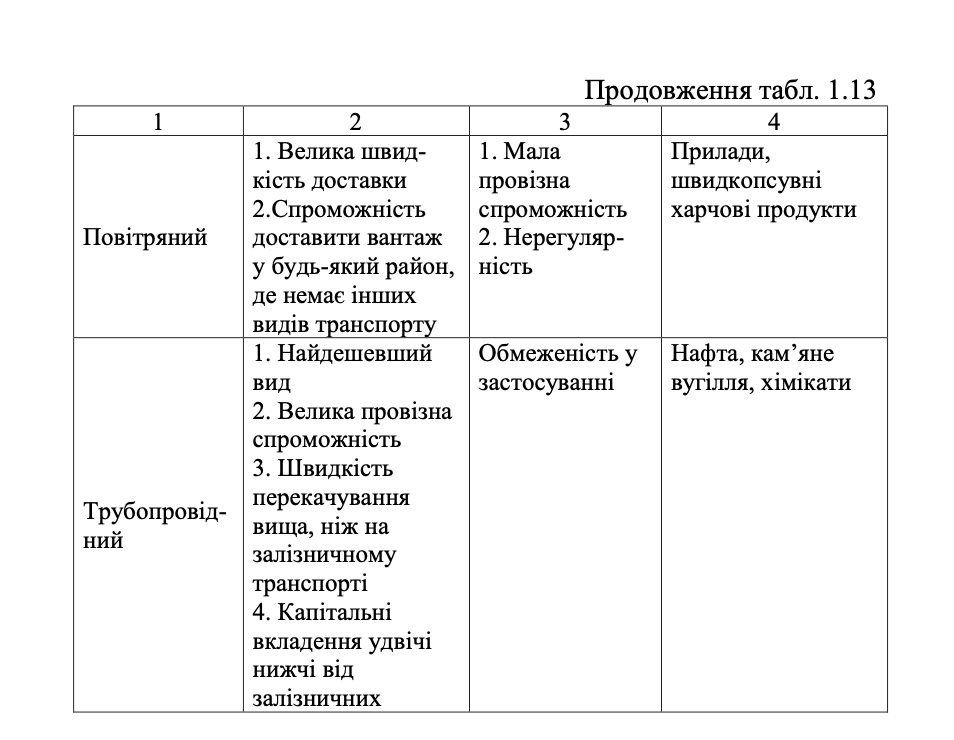 Продовження табл. 1.13
1 2 3 4
Повітряний
1. Велика швид-
кість доставки
2.Спроможність
доставити вантаж
у будь-який район,
де немає інших
видів транспорту
1. Мала
провізна
спроможність
2. Нерегуляр-
ність
Прилади,
швидкопсувні
харчові продукти
Трубопровід-
ний
1. Найдешевший
вид
2. Велика провізна
спроможність
3. Швидкість
перекачування
вища, ніж на
залізничному
транспорті
4. Капітальні
вкладення удвічі
нижчі від
залізничних
Обмеженість у
застосуванні
Нафта, кам’яне
вугілля, хімікати